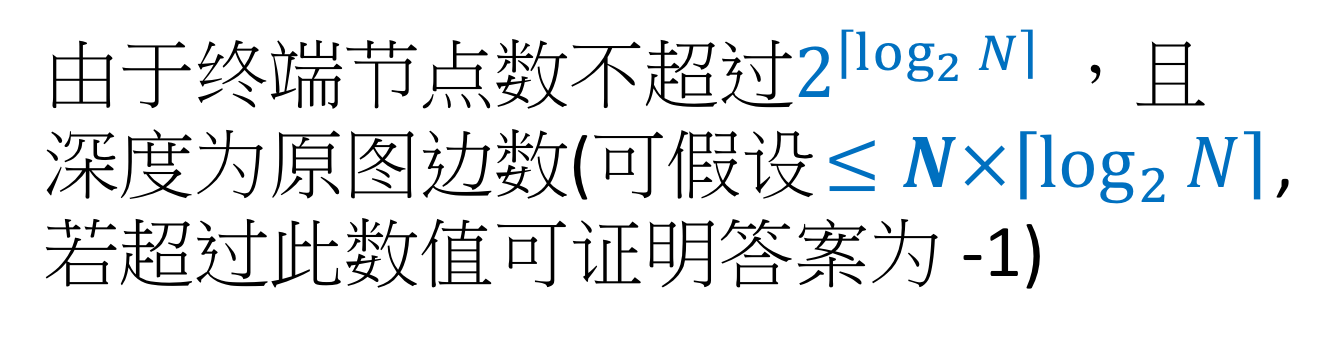 由于终端节点数不超过2^⌈log₂ N⌉，且
深度为原图边数(可假设≤ N×⌈log₂ N⌉,
若超过此数值可证明答案为 -1)